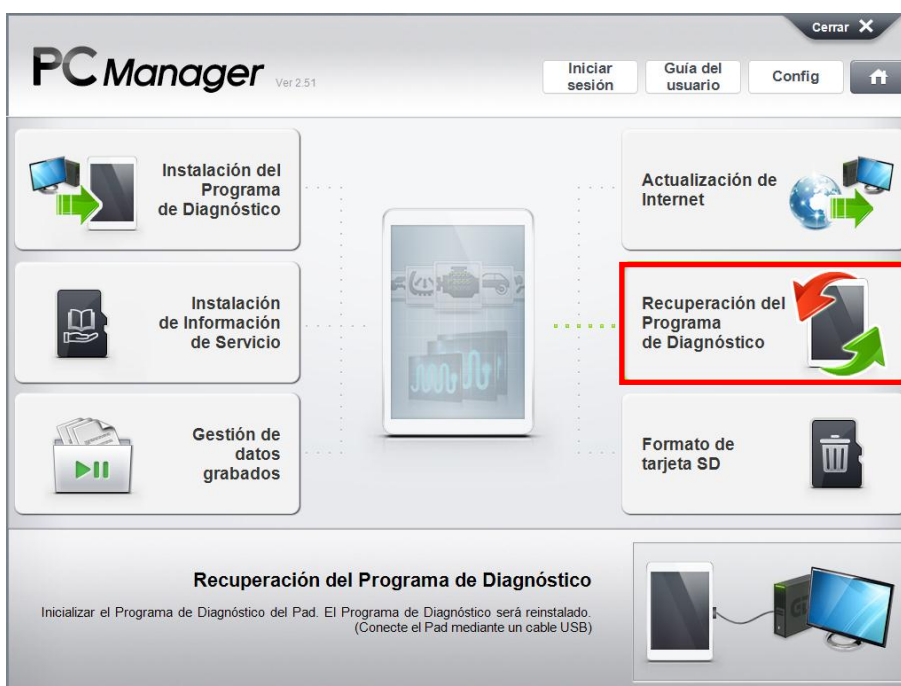 Cerrar
PC Manager Ver 2.51
Iniciar
sesión
Guía del
usuario
Config
Instalación del
Programa
de Diagnóstico
Actualización de
Internet
Instalación
de Información
de Servicio
Recuperación del
Programa
de Diagnóstico
Gestión de
datos
grabados
Formato de
tarjeta SD
Recuperación del Programa de Diagnóstico
Inicializar el Programa de Diagnóstico del Pad. El Programa de Diagnóstico será reinstalado.
(Conecte el Pad mediante un cable USB)